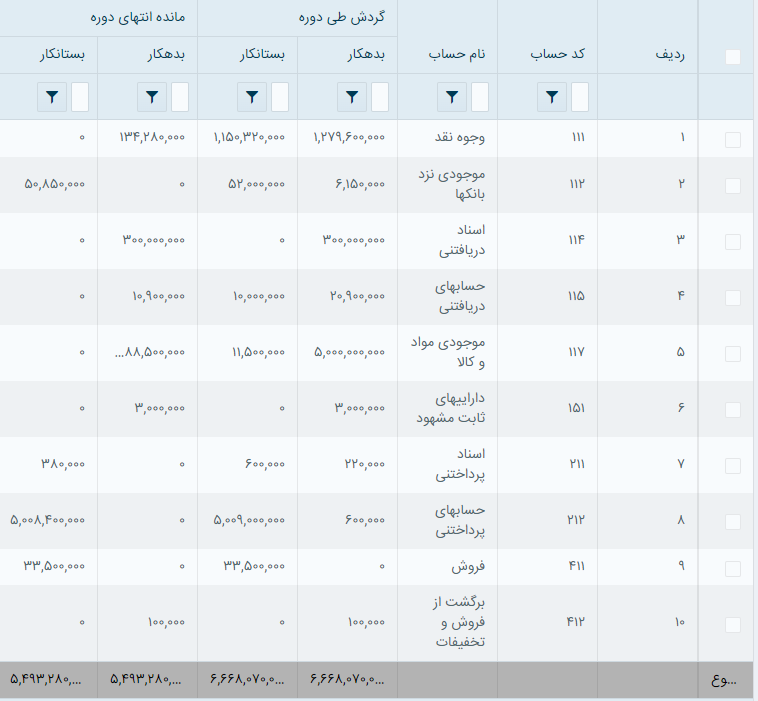 گردش طی دوره	مانده انتهای دوره
ردیف	کد حساب	نام حساب	بدهکار	بستانکار	بدهکار	بستانکار
۱	۱۱۱	وجوه نقد	۱,۲۷۹,۶۰۰,۰۰۰	۱,۱۵۰,۳۲۰,۰۰۰	۱۳۴,۲۸۰,۰۰۰	۰
۲	۱۱۲	موجودی نزد	۶,۱۵۰,۰۰۰	۵۲,۰۰۰,۰۰۰	۰	۵۰,۸۵۰,۰۰۰
بانکها
۳	۱۱۴	اسناد	۳۰۰,۰۰۰,۰۰۰	۰	۳۰۰,۰۰۰,۰۰۰	۰
دریافتنی
۴	۱۱۵	حسابهای	۲۰,۹۰۰,۰۰۰	۱۰,۰۰۰,۰۰۰	۱۰,۹۰۰,۰۰۰	۰
دریافتنی
۵	۱۱۷	موجودی مواد	۵,۰۰۰,۰۰۰,۰۰۰	۱۱,۵۰۰,۰۰۰	...۸۸,۵۰۰,۰۰۰	۰
و کالا
۶	۱۵۱	داراییهای	۳,۰۰۰,۰۰۰	۰	۳,۰۰۰,۰۰۰	۰
ثابت مشهود
۷	۲۱۱	اسناد	۲۲۰,۰۰۰	۶۰۰,۰۰۰	۰	۳۸۰,۰۰۰
پرداختنی
۸	۲۱۲	حسابهای	۶۰۰,۰۰۰	۵,۰۰۹,۰۰۰,۰۰۰	۰	۵,۰۰۸,۴۰۰,۰۰۰
پرداختنی
۹	۴۱۱	فروش	۰	۳۳,۵۰۰,۰۰۰	۰	۳۳,۵۰۰,۰۰۰
۱۰	۴۱۲	برگشت از	۱۰۰,۰۰۰	۰	۱۰۰,۰۰۰	۰
فروش و
تخفیفات
...وع	۶,۶۶۸,۰۷۰,۰...	۶,۶۶۸,۰۷۰,۰...	۵,۴۹۳,۲۸۰,...	۵,۴۹۳,۲۸۰,...